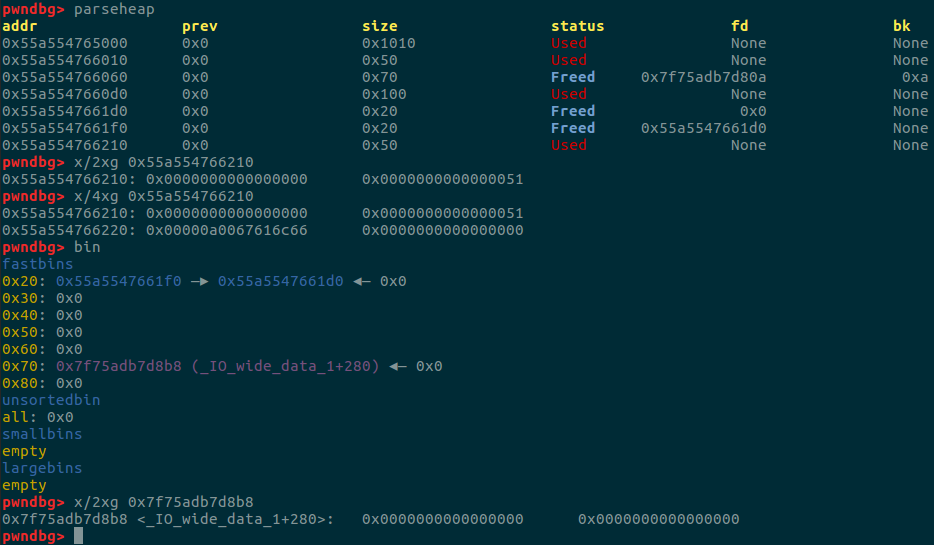 pwndbg> parseheap
addr prev size status fd bk
0x55a554765000 0x0 0x1010 Used None None
0x55a554766010 0x0 0x50 Used None None
0x55a554766060 0x0 0x70 Freed 0x7f75adb7d80a 0xa
0x55a5547660d0 0x0 0x100 Used None None
0x55a5547661d0 0x0 0x20 Freed 0x0 None
0x55a5547661f0 0x0 0x20 Freed 0x55a5547661d0 None
0x55a554766210 0x0 0x50 Used None None
pwndbg> x/2xg 0x55a554766210
0x55a554766210: 0x0000000000000000 0x0000000000000051
pwndbg> x/4xg 0x55a554766210
0x55a554766210: 0x0000000000000000 0x0000000000000051
0x55a554766220: 0x00000a0067616c66 0x0000000000000000
pwndbg> bin
fastbins
0x20: 0x55a5547661f0 —▸ 0x55a5547661d0 ◂— 0x0
0x30: 0x0
0x40: 0x0
0x50: 0x0
0x60: 0x0
0x70: 0x7f75adb7d8b8 (_IO_wide_data_1+280) ◂— 0x0
0x80: 0x0
unsortedbin
all: 0x0
smallbins
empty
largebins
empty
pwndbg> x/2xg 0x7f75adb7d8b8
0x7f75adb7d8b8 <_IO_wide_data_1+280>: 0x0000000000000000 0x0000000000000000
pwndbg>